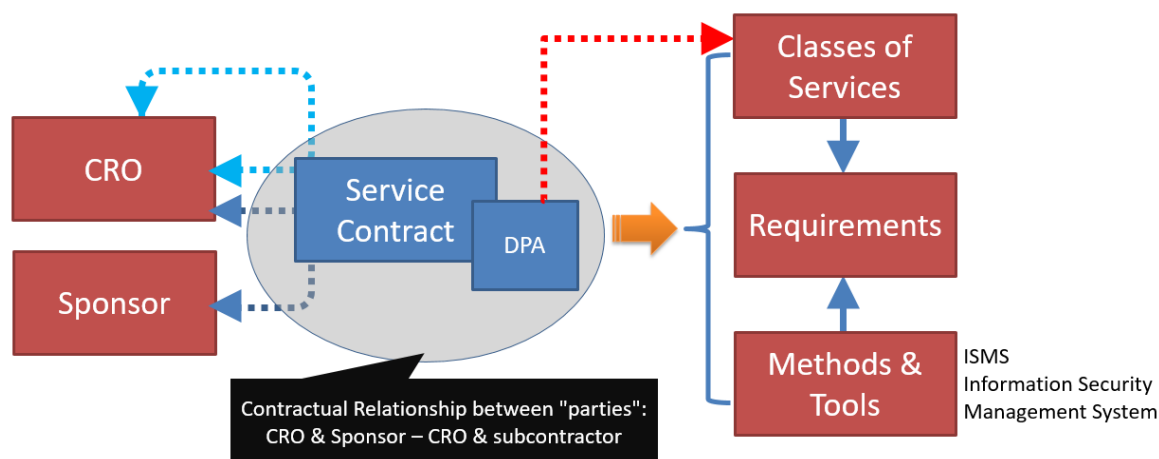 CRO
Sponsor
Service
Contract
DPA
Contractual Relationship between "parties":
CRO & Sponsor – CRO & subcontractor
Classes of
Services
Requirements
Methods &
Tools
ISMS
Information Security
Management System